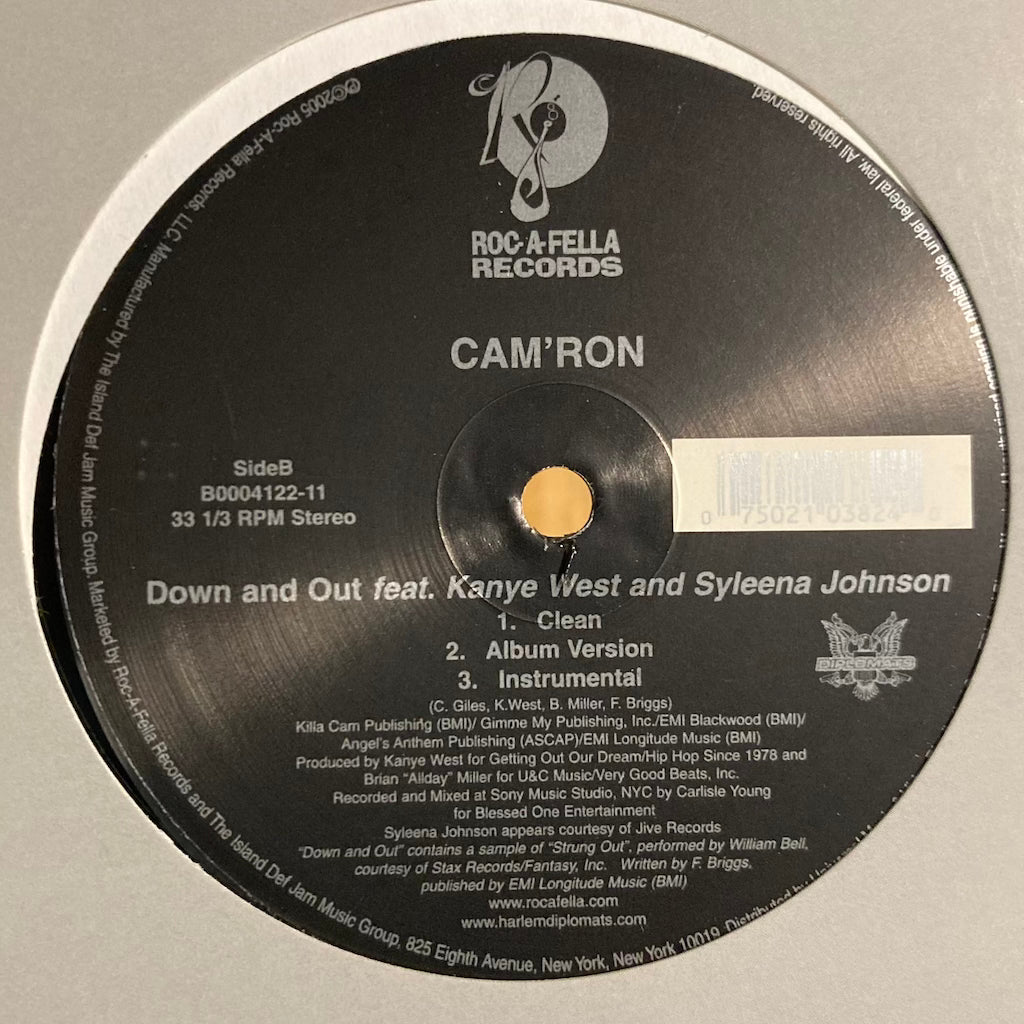 ROC-A-FELLA
RECORDS
CAM'RON
SideB
B0004122-11
33 1/3 RPM Stereo
0 75021 03824
Down and Out feat. Kanye West and Syleena Johnson
1. Clean
2. Album Version
3. Instrumental
DIPLOMATS
(C. Giles, K.West, B. Miller, F. Briggs)
Killa Cam Publishing (BMI)/ Gimme My Publishing, Inc./EMI Blackwood (BMI)/
Angel's Anthem Publishing (ASCAP)/EMI Longitude Music (BMI)
Produced by Kanye West for Getting Out Our Dream/Hip Hop Since 1978 and
Brian "Allday" Miller for U&C Music/Very Good Beats, Inc.
Recorded and Mixed at Sony Music Studio, NYC by Carlisle Young
for Blessed One Entertainment
Syleena Johnson appears courtesy of Jive Records
"Down and Out" contains a sample of "Strung Out", performed by William Bell,
courtesy of Stax Records/Fantasy, Inc. Written by F. Briggs,
published by EMI Longitude Music (BMI)
www.rocafella.com
www.harlemdiplomats.com
℗©2005 Roc-A-Fella Records, LLC. Manufactured by The Island Def Jam Music Group. Marketed by Roc-A-Fella Records and The Island Def Jam Music Group, 825 Eighth Avenue, New York, New York 10019. Distributed by
is punishable under federal law. All rights reserved.